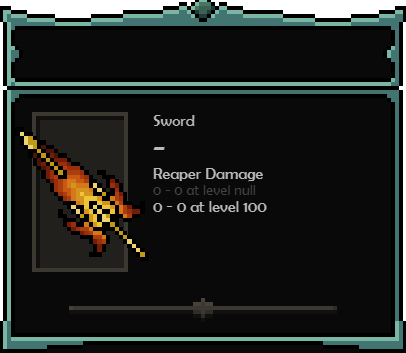 Sword
–
Reaper Damage
0 - 0 at level null
0 - 0 at level 100